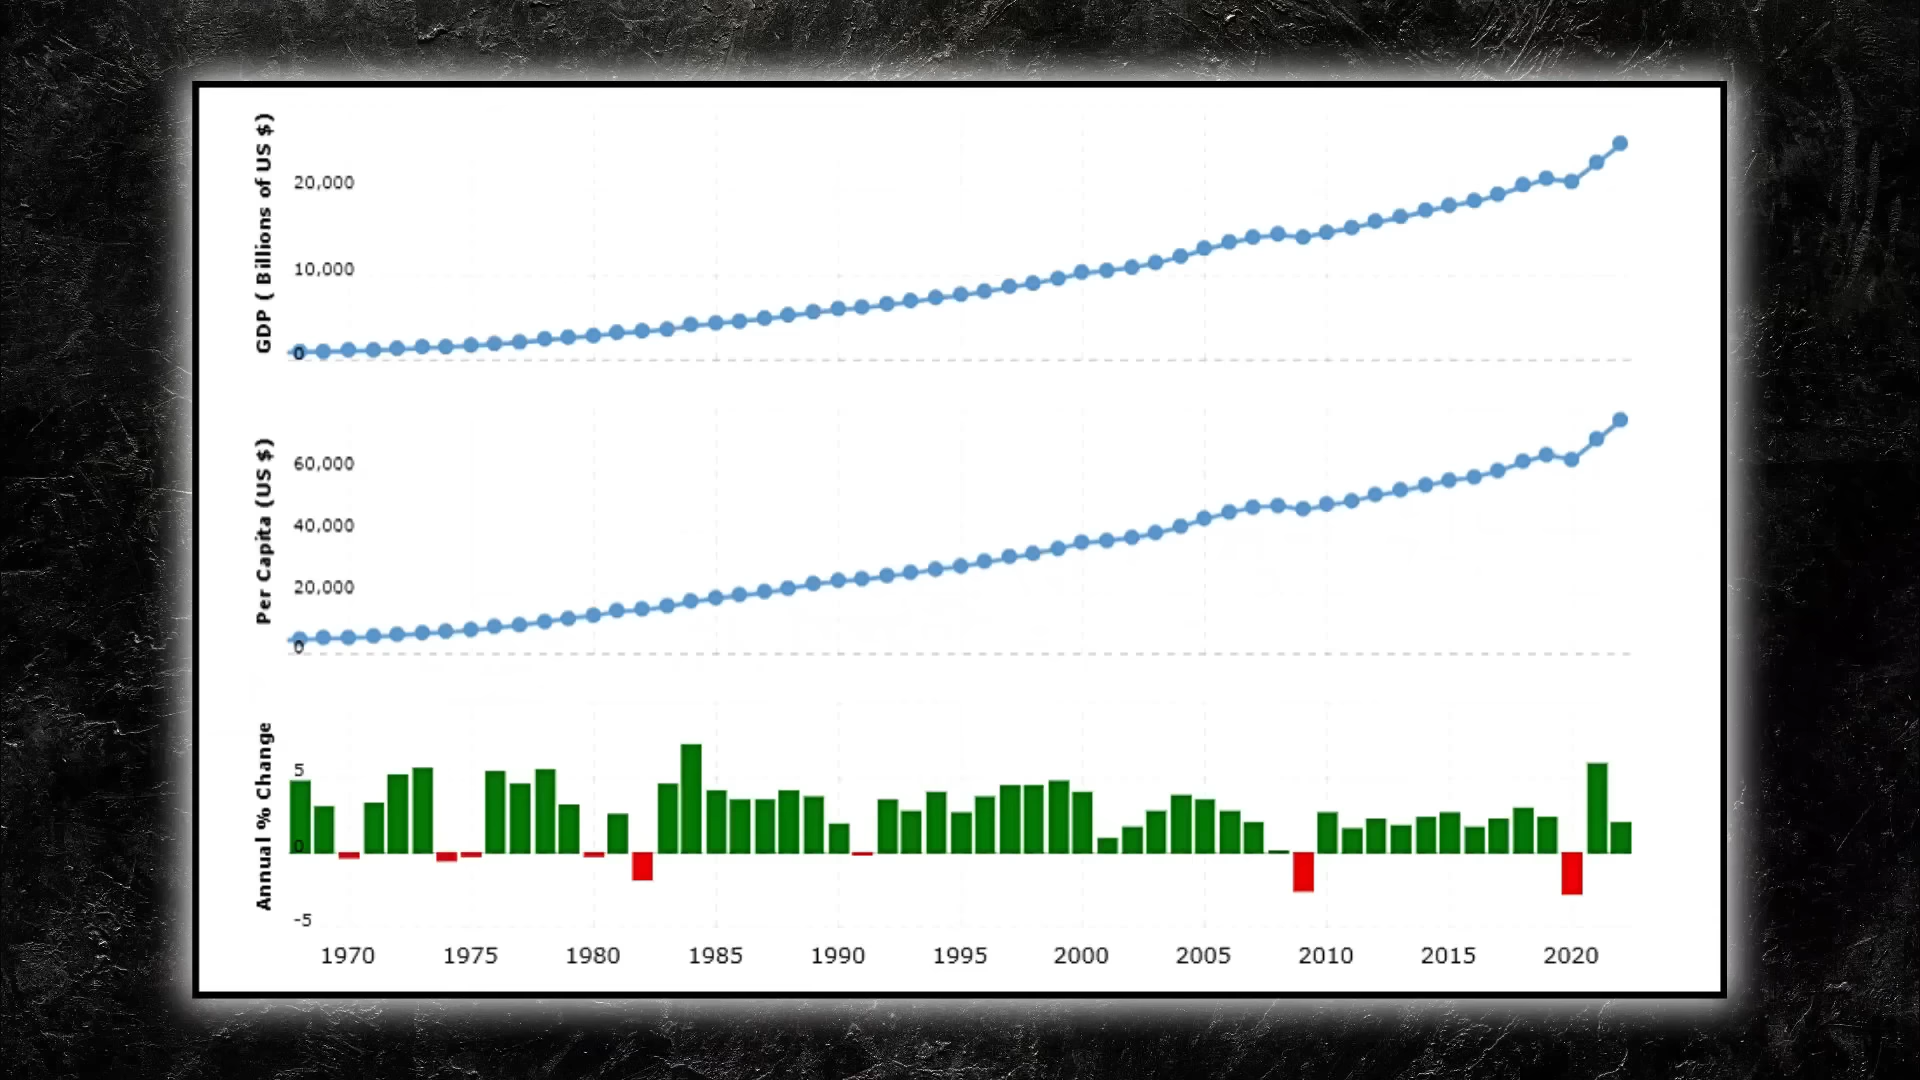 GDP ( Billions of US $)
20,000
10,000
0
Per Capita (US $)
60,000
40,000
20,000
0
Annual % Change
5
0
-5
1970 1975 1980 1985 1990 1995 2000 2005 2010 2015 2020